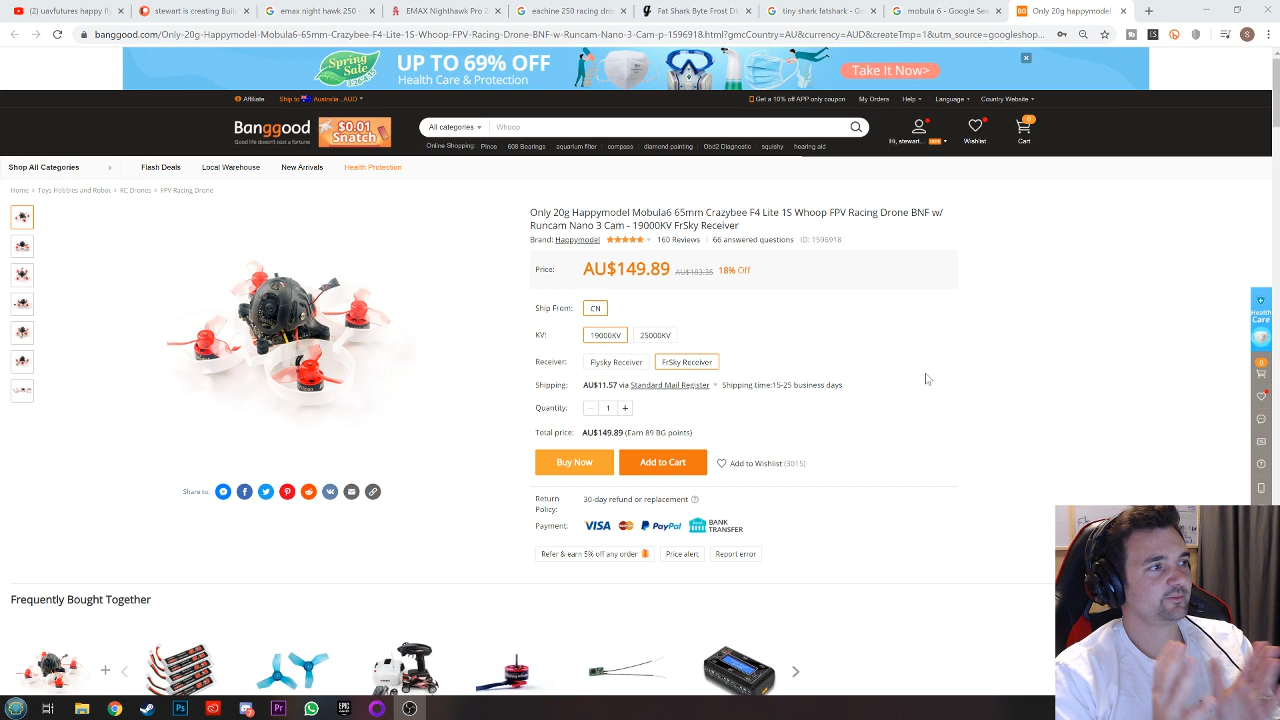 (2) uavfutures happy fly
stewart is creating Build
emax night hawk 250 -
EMAX Nighthawk Pro 2
eachine 250 racing dron
Fat Shark Byte Frost Di
tiny shark fatshark - Go
mobula 6 - Google Sear
Only 20g happymodel
banggood.com/Only-20g-Happymodel-Mobula6-65mm-Crazybee-F4-Lite-1S-Whoop-FPV-Racing-Drone-BNF-w-Runcam-Nano-3-Cam-p-1596918.html?gmcCountry=AU&currency=AUD&createTmp=1&utm_source=googleshop...
Spring Sale
UP TO 69% OFF
Health Care & Protection
Take It Now>
Affiliate
Ship to Australia , AUD
Get a 10% off APP only coupon
My Orders
Help
Language
Country Website
Banggood
Good life doesn't cost a fortune
$0.01
Snatch
All categories
Whoop
Hi, stewart...
Wishlist
0
Cart
Online Shopping: Pince 608 Bearings aquarium filter compass diamond painting Obd2 Diagnostic squishy hearing aid
Shop All Categories > Flash Deals Local Warehouse New Arrivals Health Protection
Home > Toys Hobbies and Robot > RC Drones > FPV Racing Drone
Only 20g Happymodel Mobula6 65mm Crazybee F4 Lite 1S Whoop FPV Racing Drone BNF w/
Runcam Nano 3 Cam - 19000KV FrSky Receiver
Brand: Happymodel 160 Reviews 66 answered questions ID: 1596918
Price: AU$149.89 AU$183.35 18% Off
Ship From: CN
KV: 19000KV 25000KV
Receiver: Flysky Receiver FrSky Receiver
Shipping: AU$11.57 via Standard Mail Register Shipping time:15-25 business days
Quantity: - 1 +
Total price: AU$149.89 (Earn 89 BG points)
Buy Now Add to Cart Add to Wishlist (3015)
Share to:
Return
Policy:
30-day refund or replacement
Payment: VISA PayPal BANK
TRANSFER
Refer & earn 5% off any order Price alert Report error
Health
Care
0
Frequently Bought Together